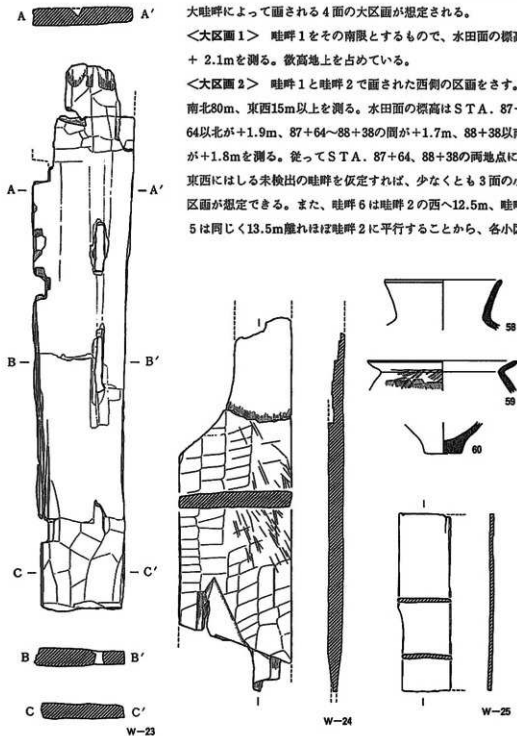 大畦畔によって画される4面の大区画が想定される。
<大区画1> 畦畔1をその南限とするもので、水田面の標高
+ 2.1mを測る。微高地上を占めている。
<大区画2> 畦畔1と畦畔2で画された西側の区画をさす。
南北80m、東西15m以上を測る。水田面の標高はSTA. 87+
64以北が+1.9m、87+64~88+38の間が+1.7m、88+38以南
が+1.8mを測る。従ってSTA. 87+64、88+38の両地点に
東西にはしる未検出の畦畔を仮定すれば、少なくとも3面の小
区画が想定できる。また、畦畔6は畦畔2の西へ12.5m、畦畔
5は同じく13.5m離れほぼ畦畔2に平行することから、各小区
A A′
A A′
B B′
C C′
B B′
C C′
W-23
I
I
W-24
58
59
60
I
I
W-25